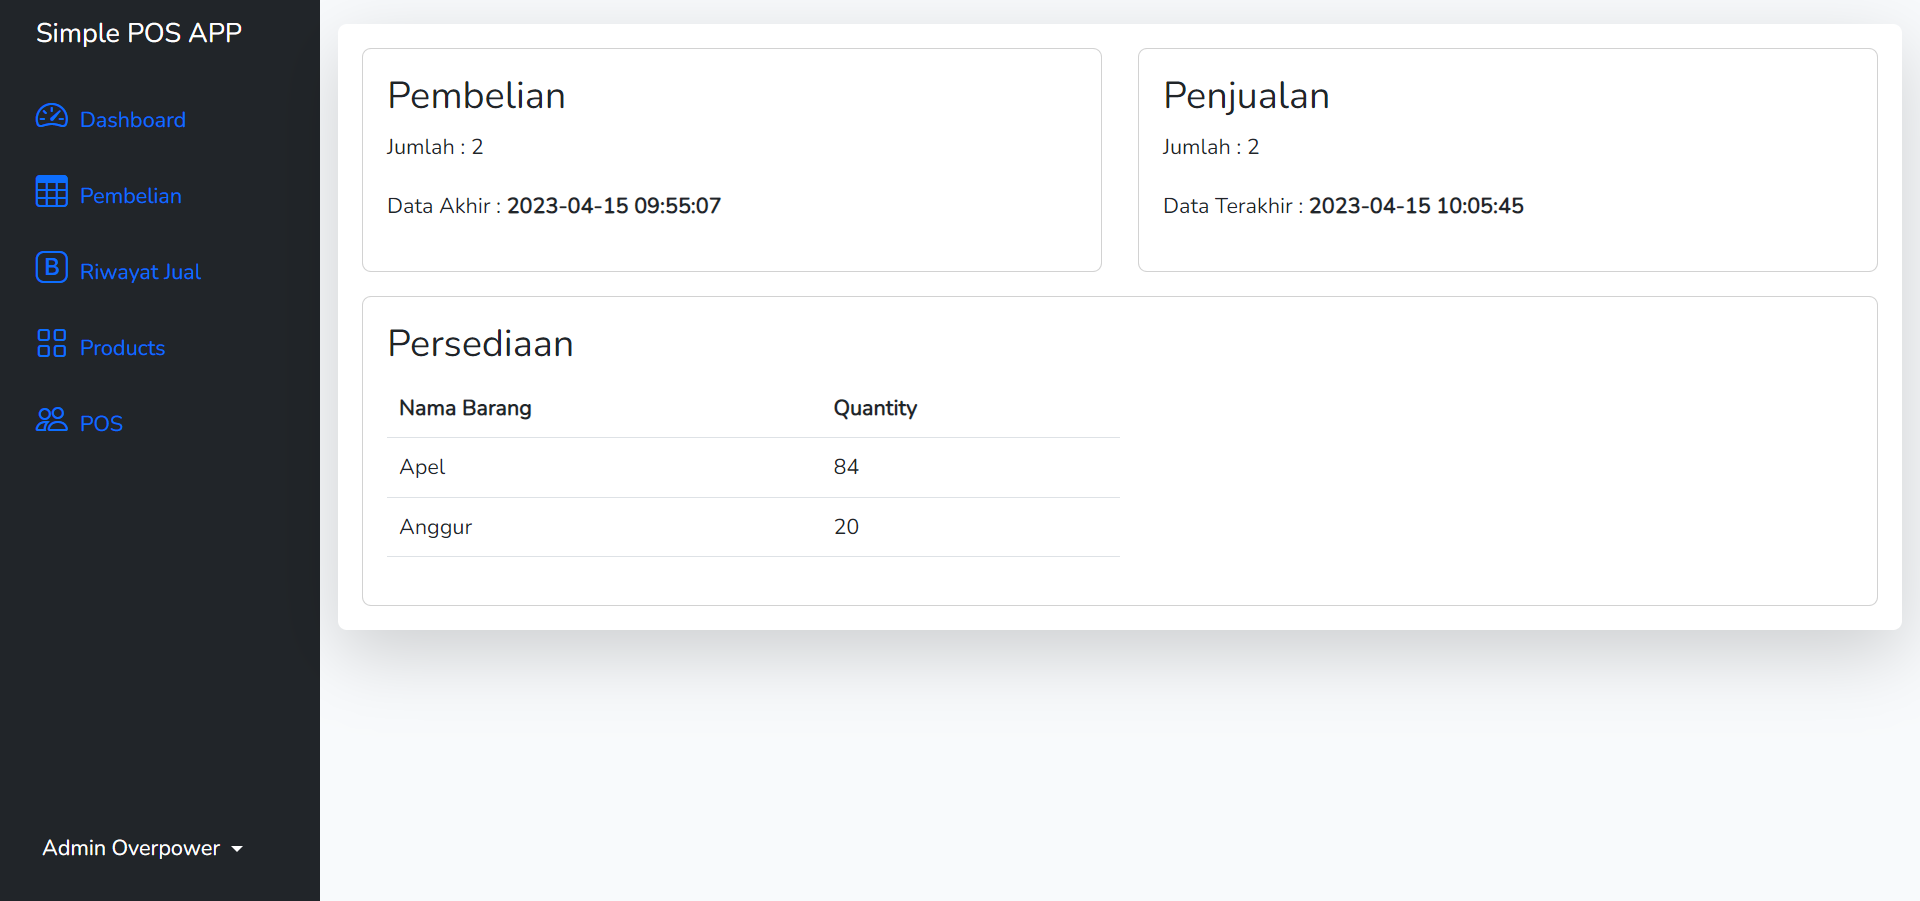 Simple POS APP
Dashboard
Pembelian
B Riwayat Jual
Products
POS
Admin Overpower
Pembelian
Jumlah : 2
Data Akhir : 2023-04-15 09:55:07
Penjualan
Jumlah : 2
Data Terakhir : 2023-04-15 10:05:45
Persediaan
Nama Barang Quantity
Apel 84
Anggur 20